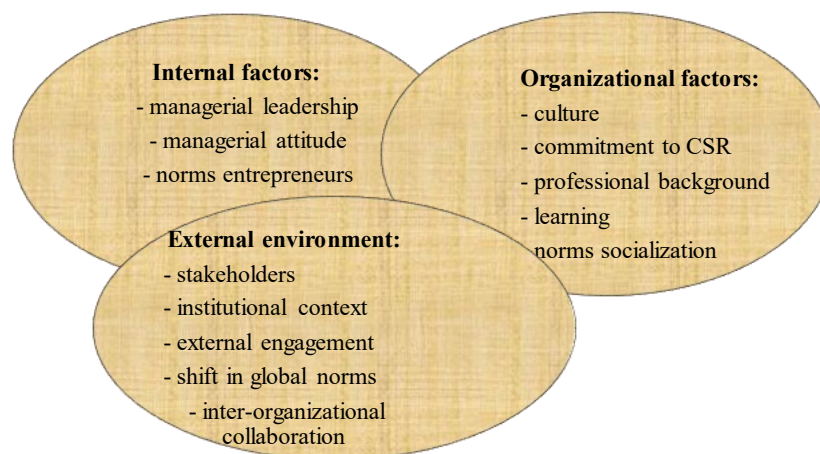 Internal factors:
- managerial leadership
- managerial attitude
- norms entrepreneurs
Organizational factors:
- culture
- commitment to CSR
- professional background
- learning
norms socialization
External environment:
- stakeholders
- institutional context
- external engagement
- shift in global norms
- inter-organizational
collaboration